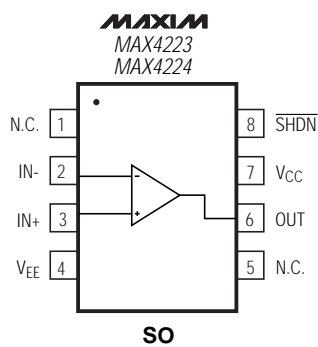 MAXIM
MAX4223
MAX4224
N.C. 1
8 SHDN
IN- 2
7 VCC
-
IN+ 3
+
6 OUT
VEE 4
5 N.C.
SO